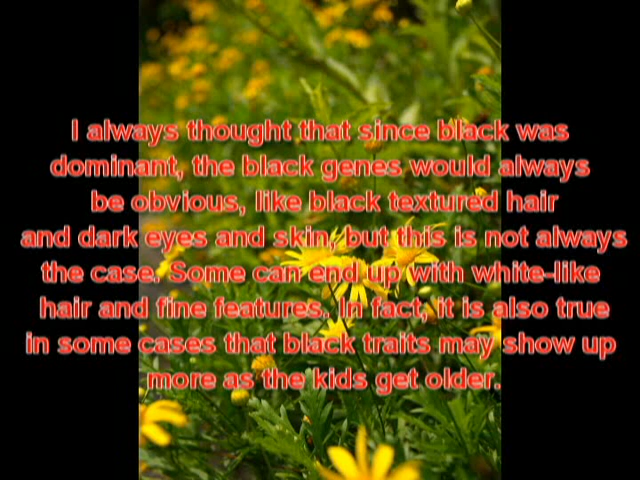 I always thought that since black was
dominant, the black genes would always
be obvious, like black textured hair
and dark eyes and skin, but this is not always
the case. Some can end up with white-like
hair and fine features. In fact, it is also true
in some cases that black traits may show up
more as the kids get older.